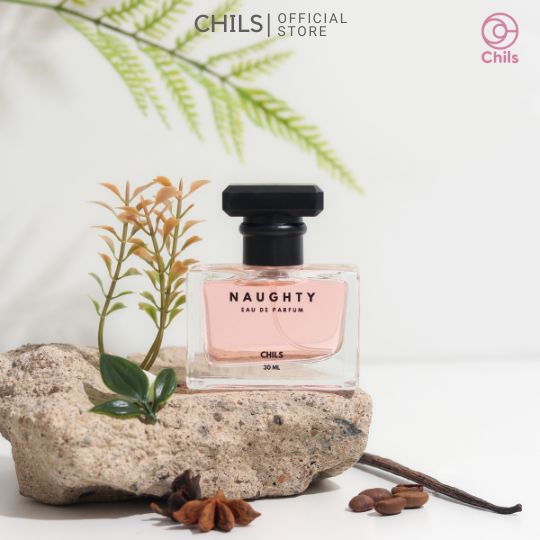 CHILS| OFFICIAL
STORE
Chils
NAUGHTY
EAU DE PARFUM
CHILS
30 ML